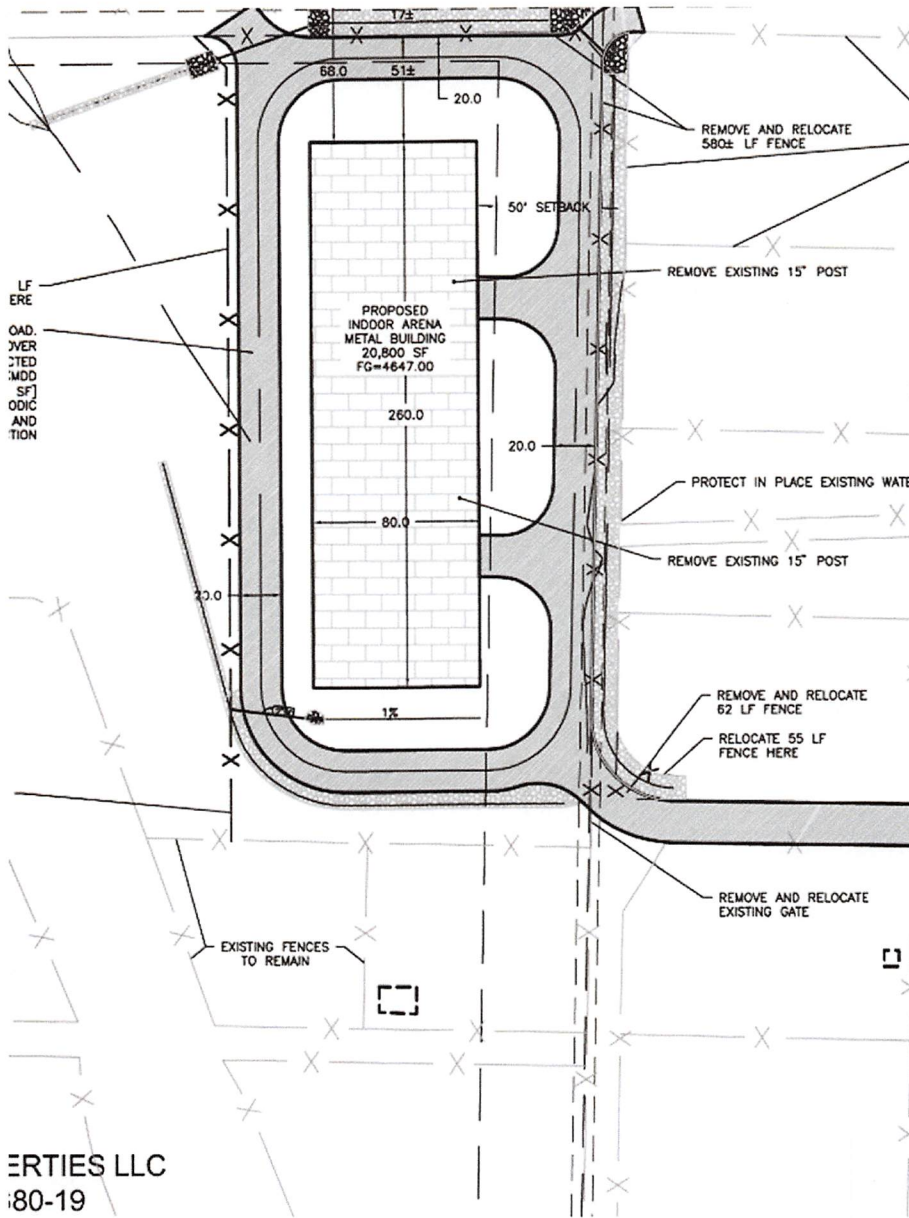 17±
68.0
51±
20.0
REMOVE AND RELOCATE
580± LF FENCE
50' SETBACK
REMOVE EXISTING 15" POST
LF
ERE
OAD.
OVER
CTED
MDD
SF]
ODIC
AND
TION
PROPOSED
INDOOR ARENA
METAL BUILDING
20,800 SF
FG=4647.00
260.0
20.0
PROTECT IN PLACE EXISTING WATE
80.0
REMOVE EXISTING 15" POST
20.0
1%
REMOVE AND RELOCATE
62 LF FENCE
RELOCATE 55 LF
FENCE HERE
REMOVE AND RELOCATE
EXISTING GATE
EXISTING FENCES
TO REMAIN
ERTIES LLC
80-19